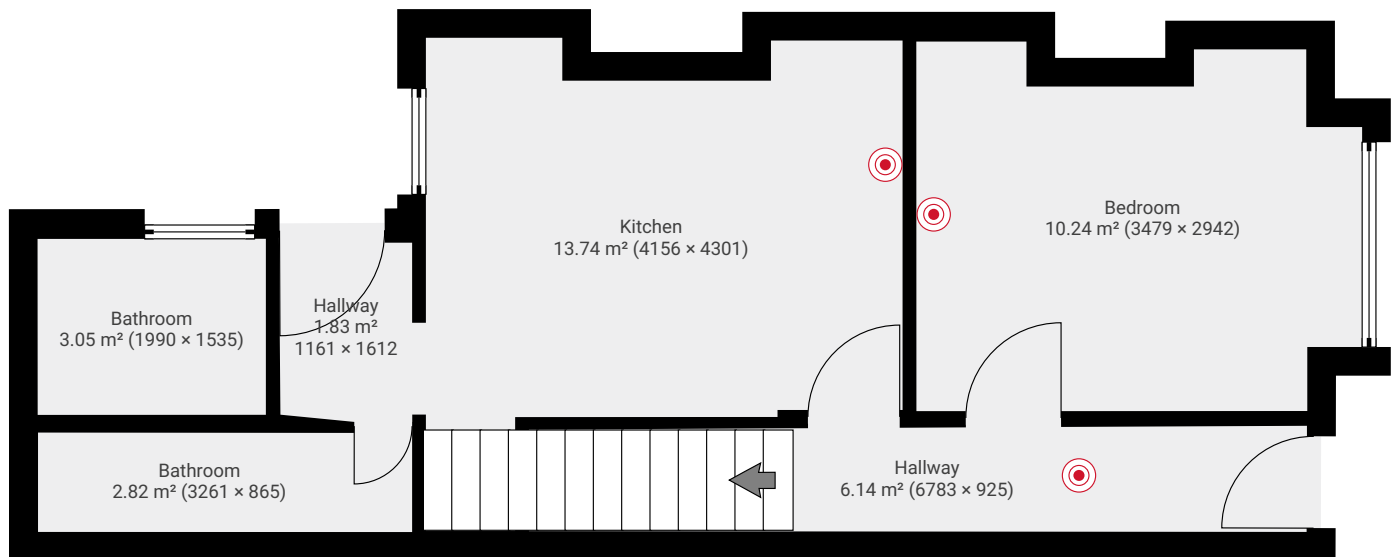 Kitchen
13.74 m² (4156 × 4301)
Bedroom
10.24 m² (3479 × 2942)
Bathroom
3.05 m² (1990 × 1535)
Hallway
1.83 m²
1161 × 1612
Bathroom
2.82 m² (3261 × 865)
Hallway
6.14 m² (6783 × 925)